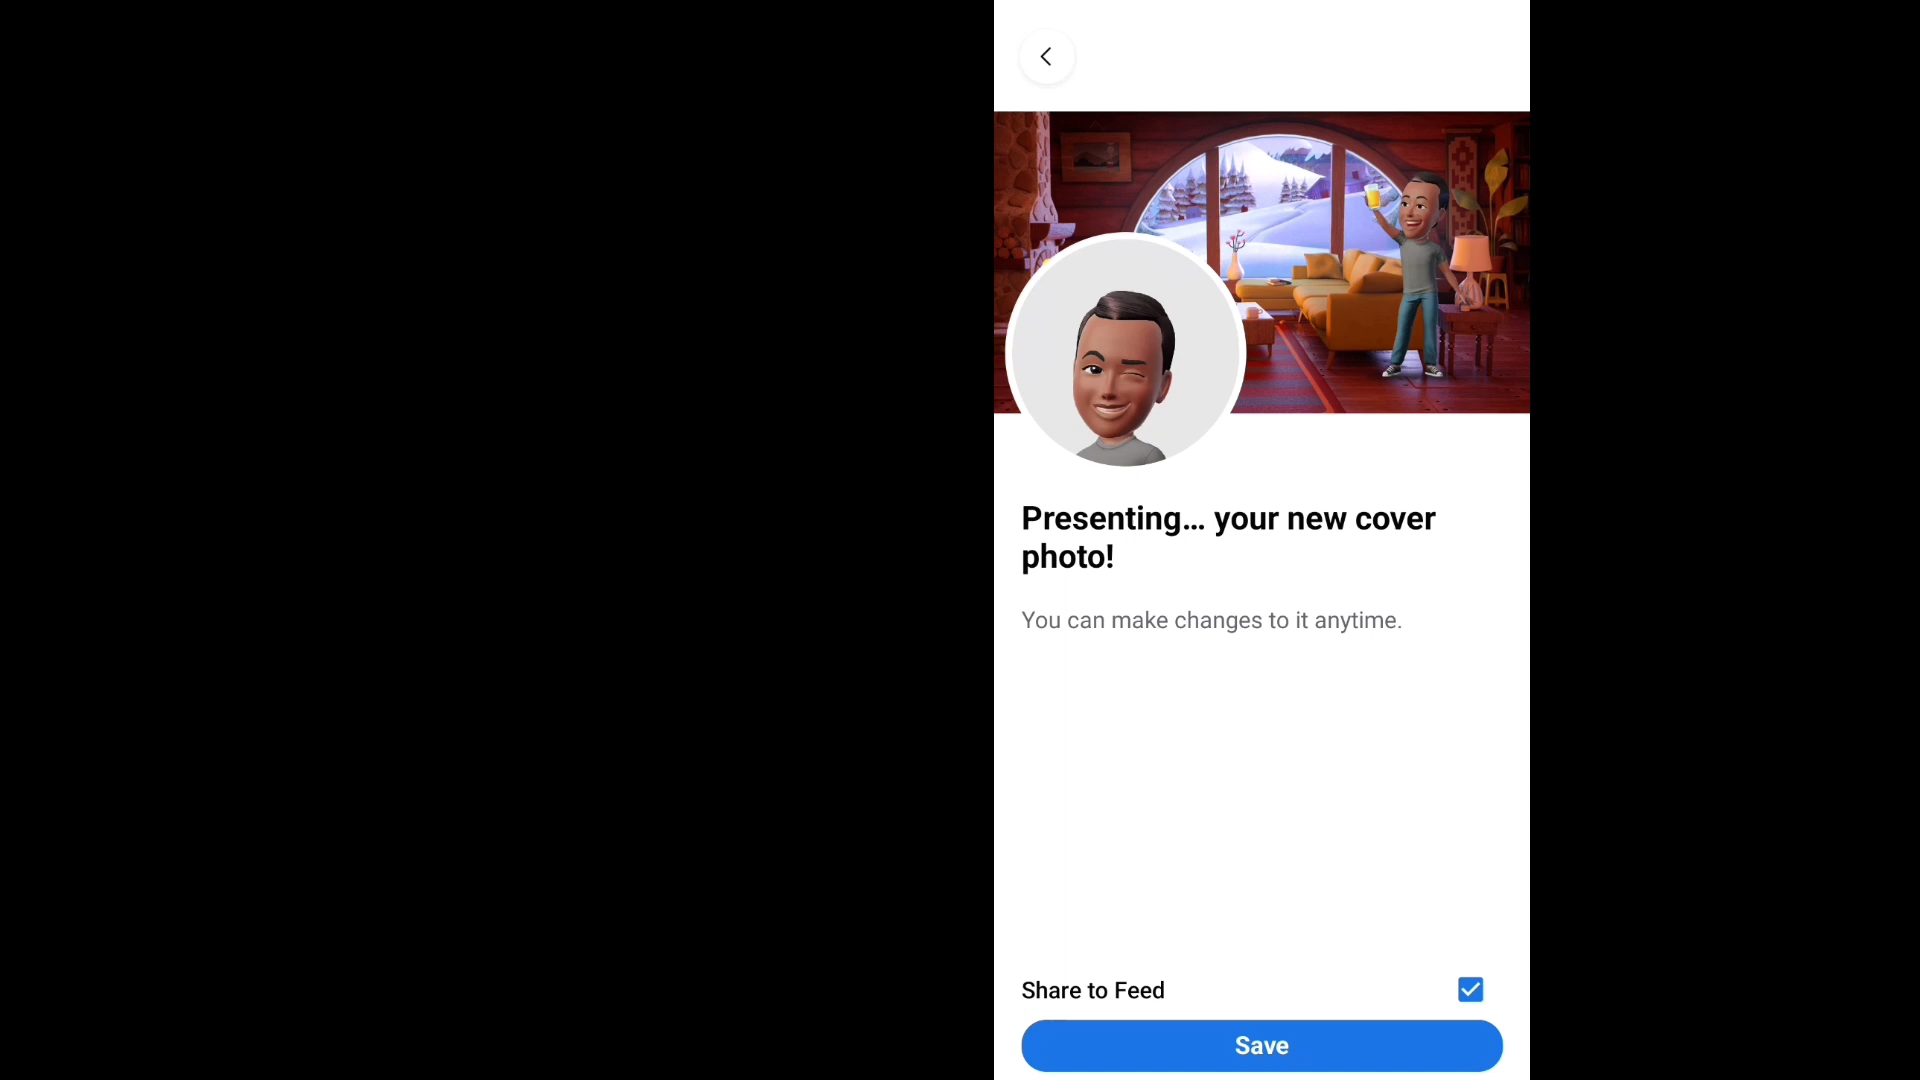 Presenting... your new cover
photo!
You can make changes to it anytime.
Share to Feed
Save